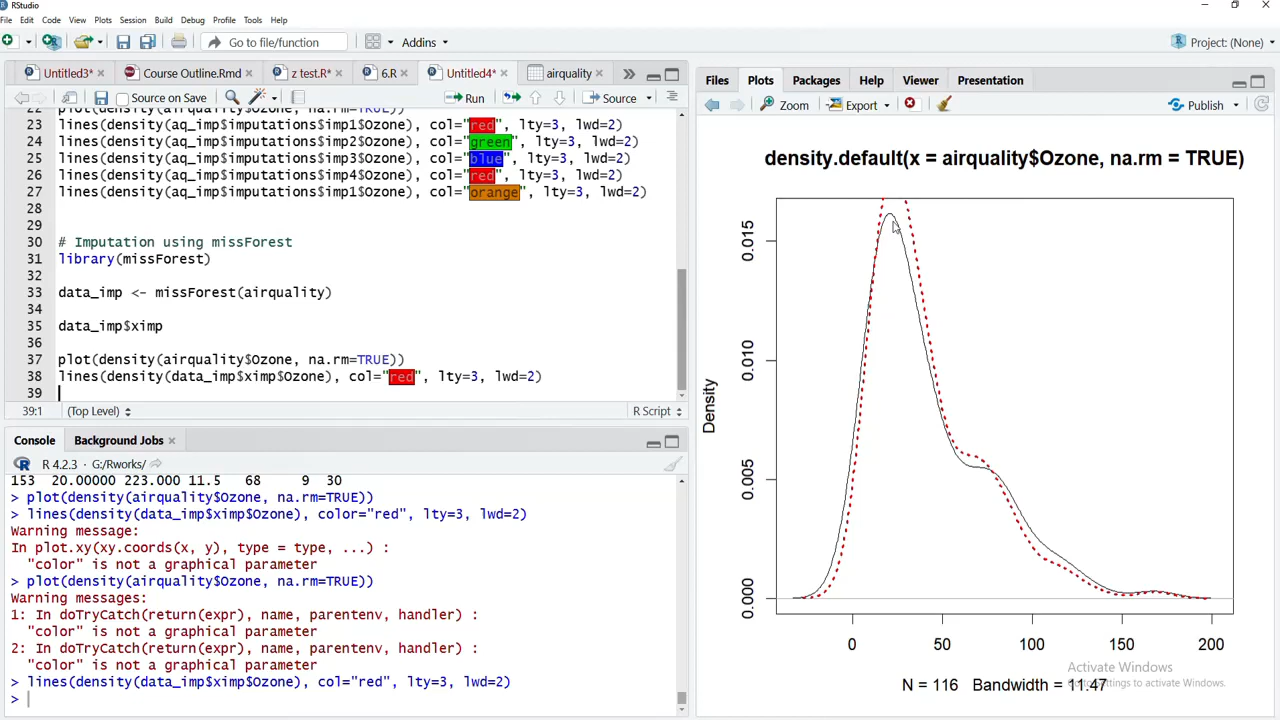 RStudio
File Edit Code View Plots Session Build Debug Profile Tools Help
Go to file/function Addins Project: (None)
Untitled3* Course Outline.Rmd z test.R* 6.R Untitled4* airquality
Source on Save Run Source
23 lines(density(aq_imp$imputations$imp1$Ozone), col="red", lty=3, lwd=2)
24 lines(density(aq_imp$imputations$imp2$Ozone), col="green", lty=3, lwd=2)
25 lines(density(aq_imp$imputations$imp3$Ozone), col="blue", lty=3, lwd=2)
26 lines(density(aq_imp$imputations$imp4$Ozone), col="red", lty=3, lwd=2)
27 lines(density(aq_imp$imputations$imp1$Ozone), col="orange", lty=3, lwd=2)
28
29
30 # Imputation using missForest
31 library(missForest)
32
33 data_imp <- missForest(airquality)
34
35 data_imp$ximp
36
37 plot(density(airquality$Ozone, na.rm=TRUE))
38 lines(density(data_imp$ximp$Ozone), col="red", lty=3, lwd=2)
39
39:1 (Top Level) R Script
Console Background Jobs
R 4.2.3 · G:/Rworks/
153 20.00000 223.000 11.5 68 9 30
> plot(density(airquality$Ozone, na.rm=TRUE))
> lines(density(data_imp$ximp$Ozone), color="red", lty=3, lwd=2)
Warning message:
In plot.xy(xy.coords(x, y), type = type, ...) :
"color" is not a graphical parameter
> plot(density(airquality$Ozone, na.rm=TRUE))
Warning messages:
1: In doTryCatch(return(expr), name, parentenv, handler) :
"color" is not a graphical parameter
2: In doTryCatch(return(expr), name, parentenv, handler) :
"color" is not a graphical parameter
> lines(density(data_imp$ximp$Ozone), col="red", lty=3, lwd=2)
>
Files Plots Packages Help Viewer Presentation
Zoom Export Publish
density.default(x = airquality$Ozone, na.rm = TRUE)
Density
0.015
0.010
0.005
0.000
0 50 100 150 200
N = 116 Bandwidth = 11.47
Activate Windows
to activate Windows.